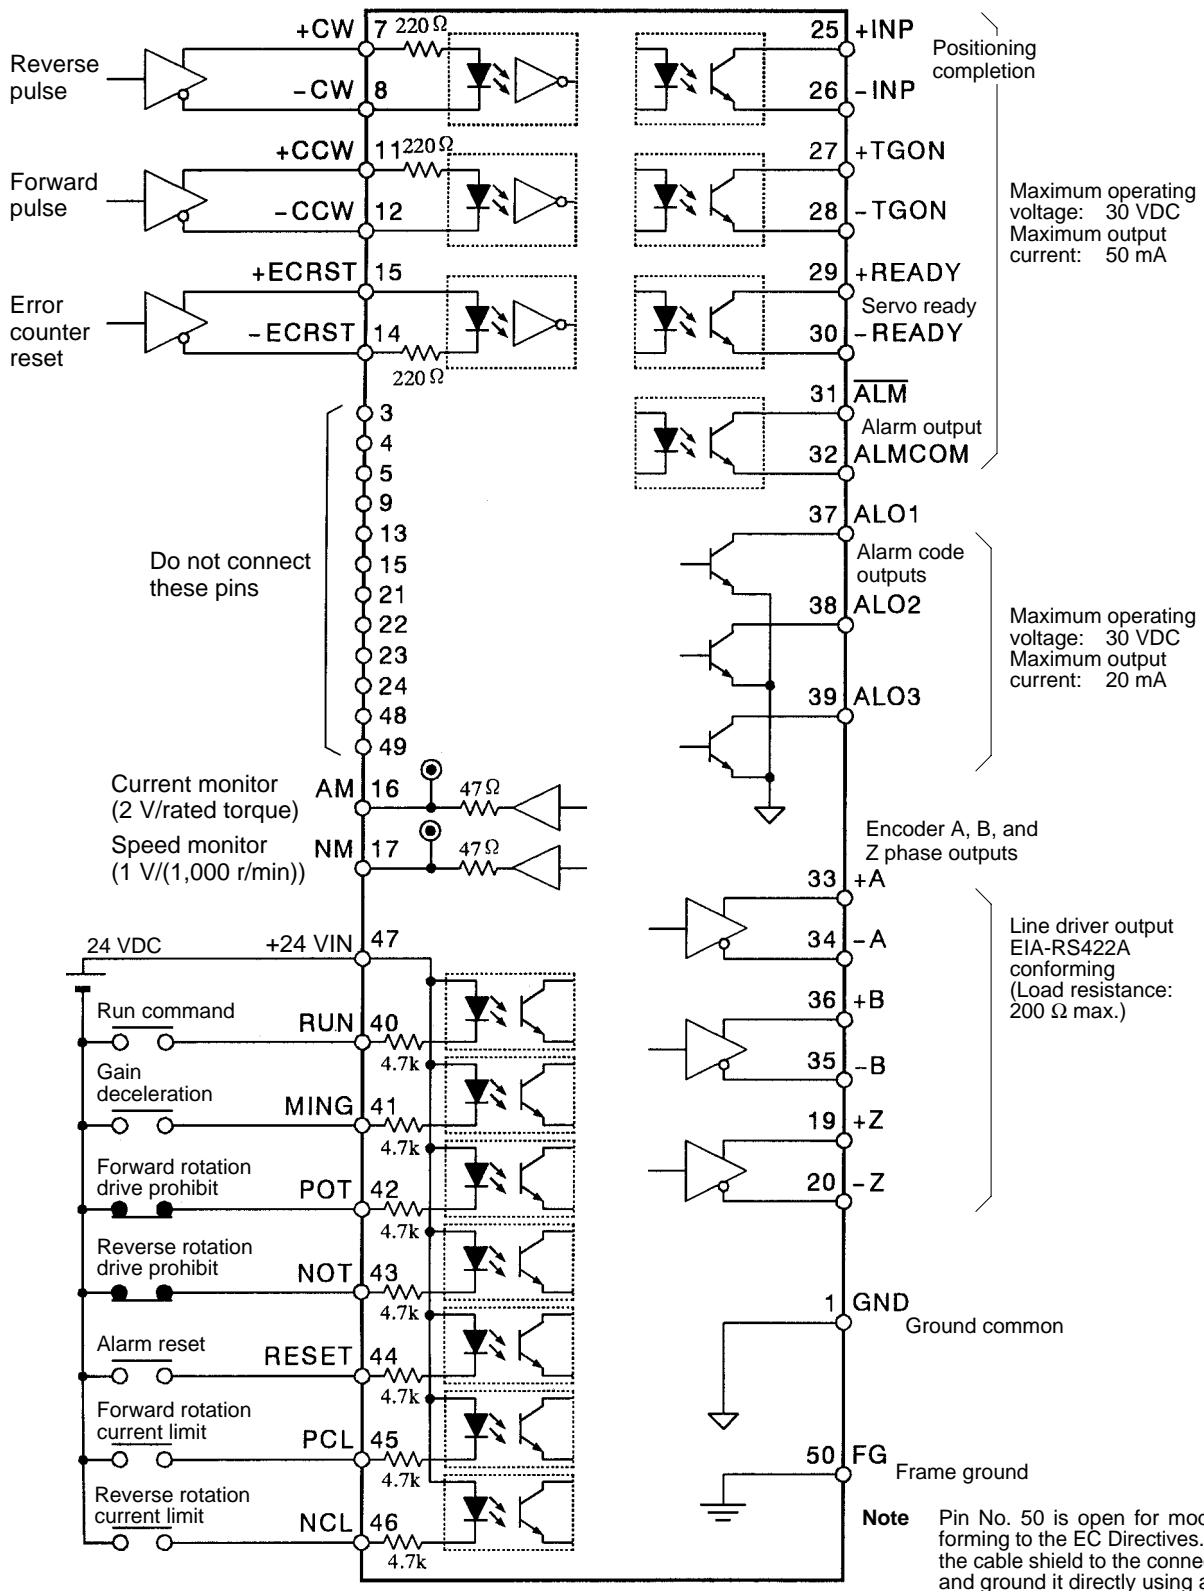 +CW 7 220 Ω
Reverse
pulse
-CW 8
+CCW 11 220 Ω
Forward
pulse
-CCW 12
+ECRST 15
Error
counter
reset
-ECRST 14
220 Ω
3
4
5
9
13
15
21
22
23
24
48
49
Do not connect
these pins
Current monitor
(2 V/rated torque)
AM 16 47 Ω
Speed monitor
(1 V/(1,000 r/min))
NM 17 47 Ω
24 VDC
+24 VIN 47
Run command
RUN 40
4.7k
Gain
deceleration
MING 41
4.7k
Forward rotation
drive prohibit
POT 42
4.7k
Reverse rotation
drive prohibit
NOT 43
4.7k
Alarm reset
RESET 44
4.7k
Forward rotation
current limit
PCL 45
4.7k
Reverse rotation
current limit
NCL 46
4.7k
25 +INP
Positioning
completion
26 -INP
27 +TGON
28 -TGON
29 +READY
Servo ready
30 -READY
31 ALM
Alarm output
32 ALMCOM
Maximum operating
voltage: 30 VDC
Maximum output
current: 50 mA
37 ALO1
Alarm code
outputs
38 ALO2
39 ALO3
Maximum operating
voltage: 30 VDC
Maximum output
current: 20 mA
Encoder A, B, and
Z phase outputs
33 +A
34 -A
36 +B
35 -B
19 +Z
20 -Z
Line driver output
EIA-RS422A
conforming
(Load resistance:
200 Ω max.)
1 GND
Ground common
50 FG
Frame ground
Note Pin No. 50 is open for
forming to the EC Directives.
the cable shield to the
and ground it directly using